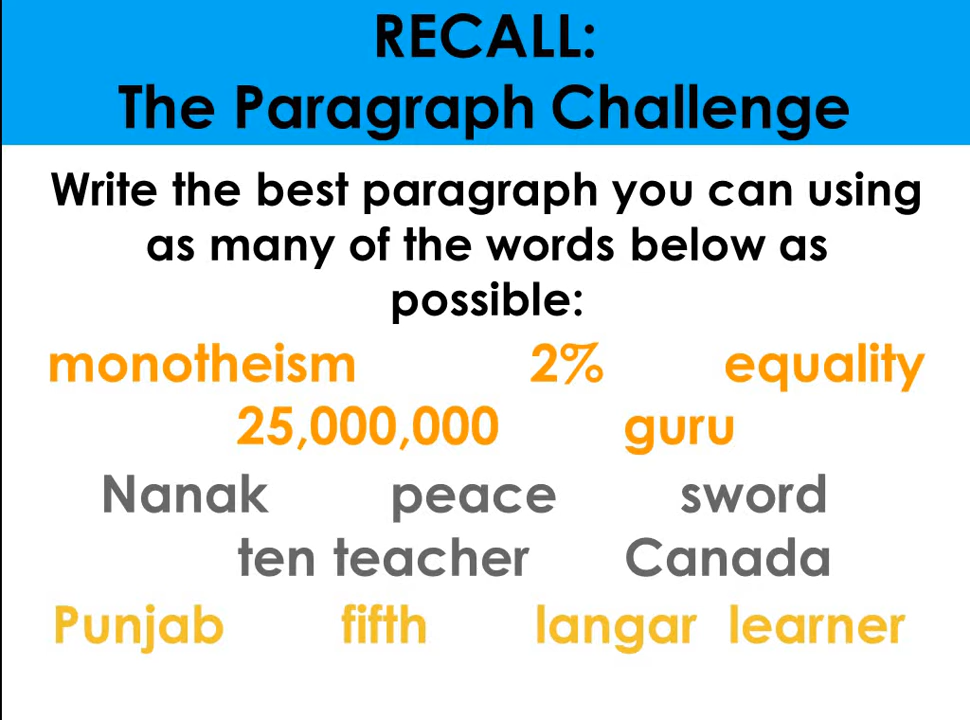 RECALL:
The Paragraph Challenge
Write the best paragraph you can using
as many of the words below as
possible:
monotheism 2% equality
25,000,000 guru
Nanak peace sword
ten teacher Canada
Punjab fifth langar learner